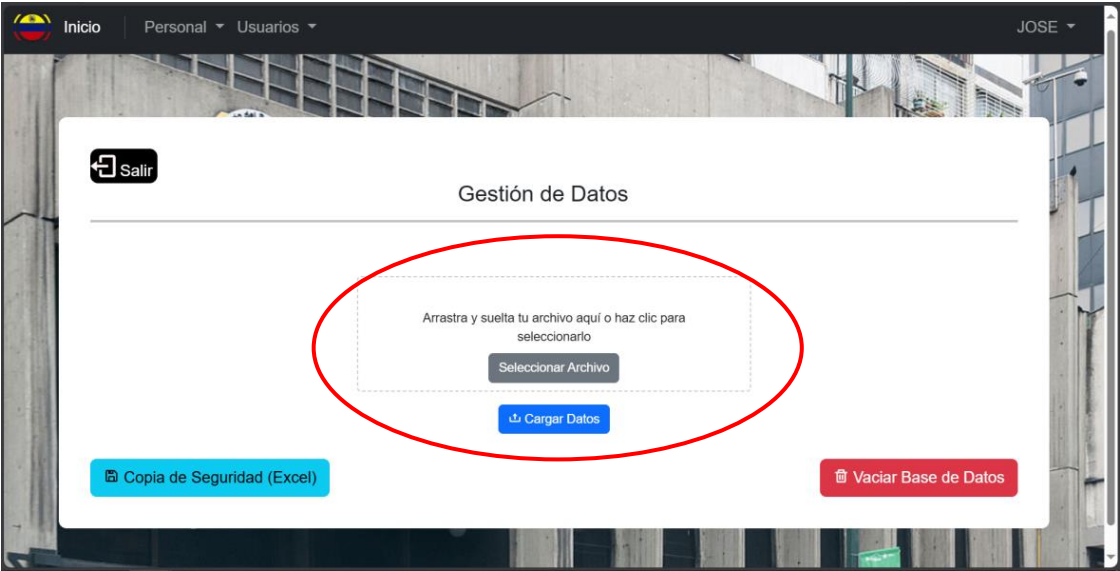 Inicio Personal Usuarios JOSE
Salir
Gestión de Datos
Arrastra y suelta tu archivo aquí o haz clic para
seleccionarlo
Seleccionar Archivo
Cargar Datos
Copia de Seguridad (Excel) Vaciar Base de Datos